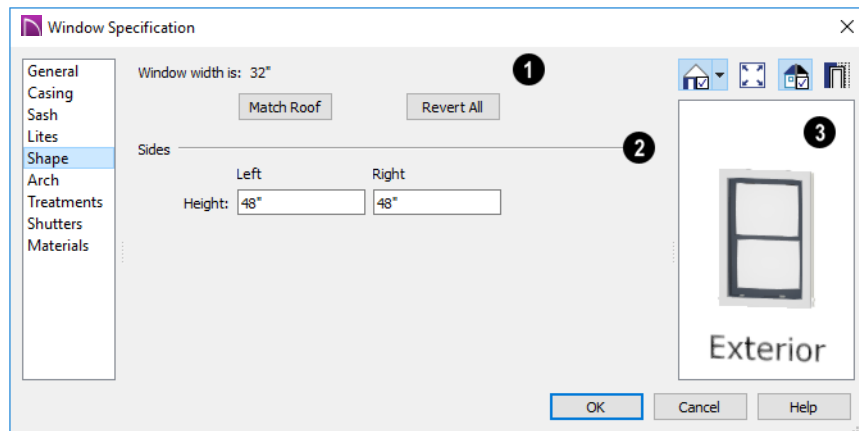 Window Specification
General
Casing
Sash
Lites
Shape
Arch
Treatments
Shutters
Materials
Window width is: 32"
1
Match Roof
Revert All
Sides
2
Left
Right
Height:
48"
48"
3
Exterior
OK
Cancel
Help